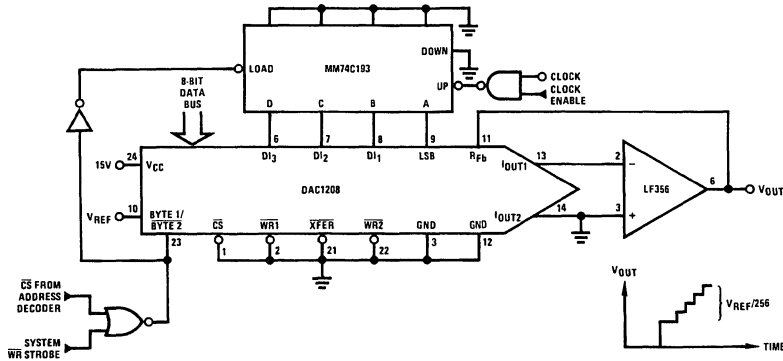 LOAD
MM74C193
DOWN
UP
CLOCK
CLOCK
ENABLE
D C B A
8-BIT
DATA
BUS
6 7 8 9 11
24
15V
VCC
DI3 DI2 DI1 LSB RFb
IOUT1
13
DAC1208
2
−
LF356
6
VOUT
10
VREF
BYTE 1/
BYTE 2
CS WR1 XFER WR2 GND GND
IOUT2
14
3
+
23
1 2 21 22 3 12
CS FROM
ADDRESS
DECODER
SYSTEM
WR STROBE
VOUT
VREF/256
TIME